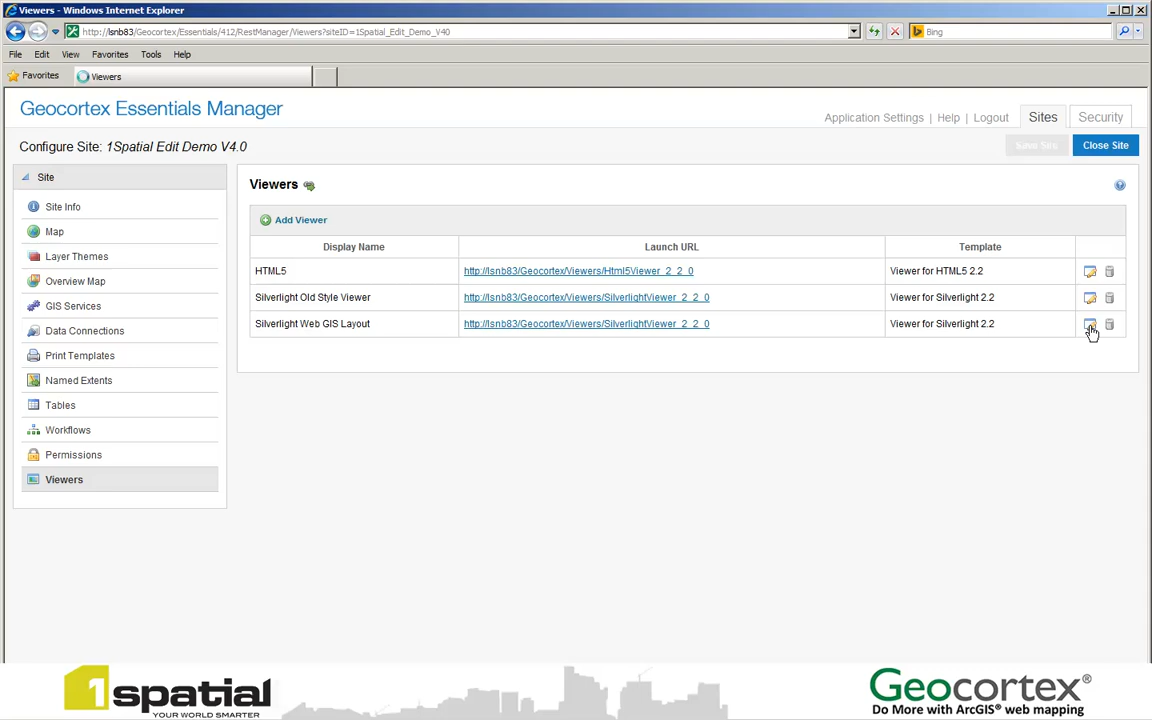 Viewers - Windows Internet Explorer
http://lsnb83/Geocortex/Essentials/412/RestManager/Viewers?siteID=1Spatial_Edit_Demo_V40
Bing
File Edit View Favorites Tools Help
Favorites Viewers
Geocortex Essentials Manager
Application Settings | Help | Logout Sites Security
Configure Site: 1Spatial Edit Demo V4.0
Save Site Close Site
Site
Site Info
Map
Layer Themes
Overview Map
GIS Services
Data Connections
Print Templates
Named Extents
Tables
Workflows
Permissions
Viewers
Viewers
Add Viewer
Display Name Launch URL Template
HTML5 http://lsnb83/Geocortex/Viewers/Html5Viewer_2_2_0 Viewer for HTML5 2.2
Silverlight Old Style Viewer http://lsnb83/Geocortex/Viewers/SilverlightViewer_2_2_0 Viewer for Silverlight 2.2
Silverlight Web GIS Layout http://lsnb83/Geocortex/Viewers/SilverlightViewer_2_2_0 Viewer for Silverlight 2.2
1spatial
YOUR WORLD SMARTER
Geocortex®
Do More with ArcGIS® web mapping